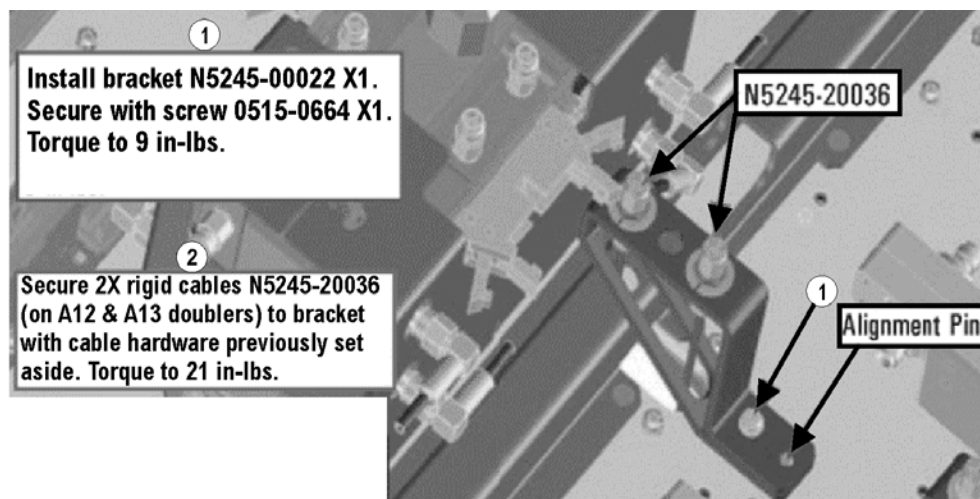 1
Install bracket N5245-00022 X1.
Secure with screw 0515-0664 X1.
Torque to 9 in-lbs.
N5245-20036
2
Secure 2X rigid cables N5245-20036
(on A12 & A13 doublers) to bracket
with cable hardware previously set
aside. Torque to 21 in-lbs.
1
Alignment Pin